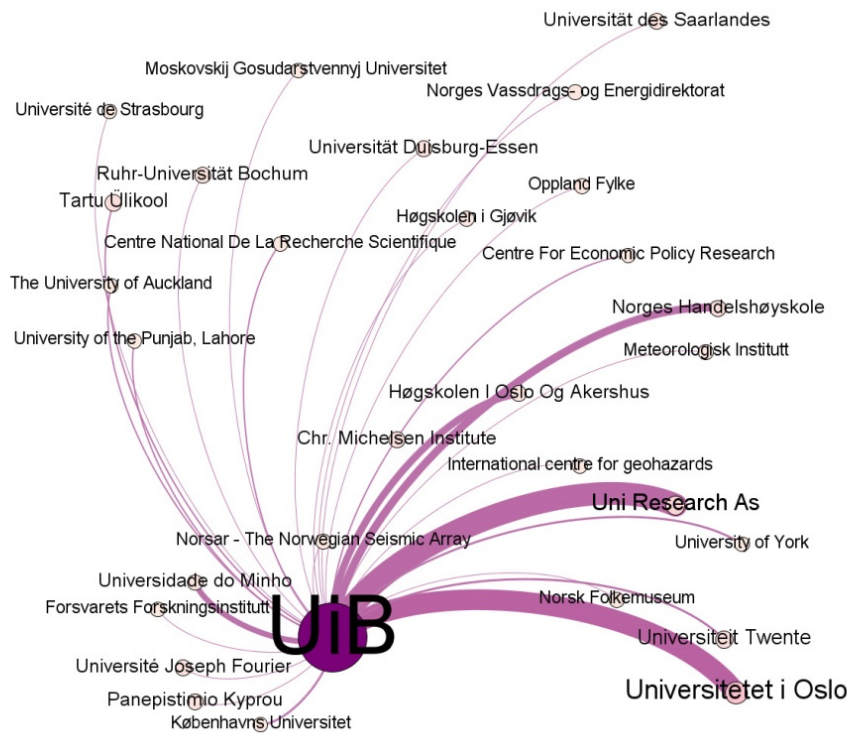 Universität des Saarlandes
Moskovskij Gosudarstvennyj Universitet
Norges Vassdrags- og Energidirektorat
Université de Strasbourg
Universität Duisburg-Essen
Ruhr-Universität Bochum
Oppland Fylke
Tartu Ülikool
Høgskolen i Gjøvik
Centre National De La Recherche Scientifique
Centre For Economic Policy Research
The University of Auckland
Norges Handelshøyskole
University of the Punjab, Lahore
Meteorologisk Institutt
Høgskolen I Oslo Og Akershus
Chr. Michelsen Institute
International centre for geohazards
Uni Research As
Norsar - The Norwegian Seismic Array
University of York
Universidade do Minho
Norsk Folkemuseum
Forsvarets Forskningsinstitutt
UiB
Universiteit Twente
Université Joseph Fourier
Universitetet i Oslo
Panepistimio Kyprou
Københavns Universitet